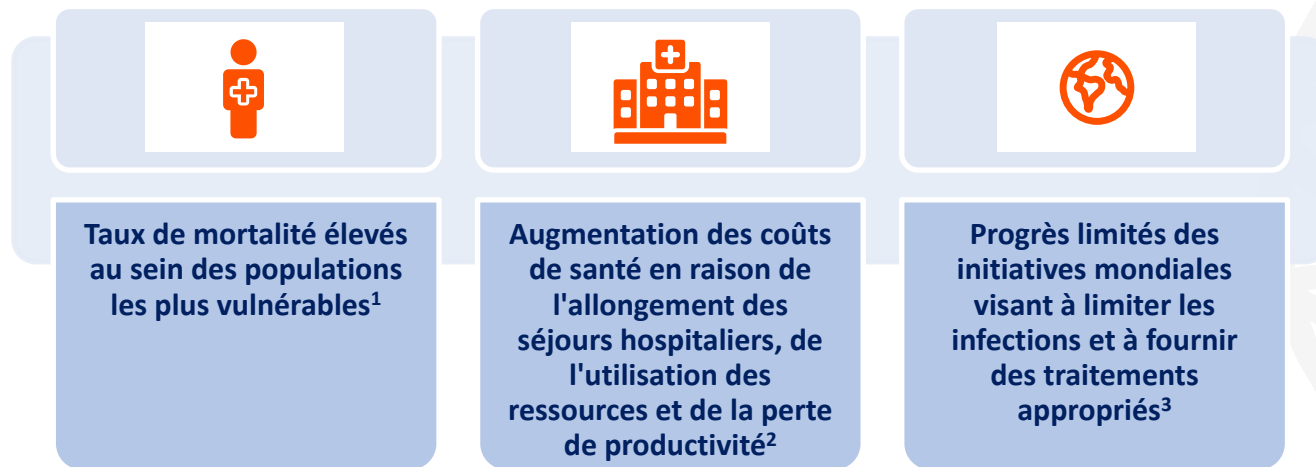 Taux de mortalité élevés
au sein des populations
les plus vulnérables¹
Augmentation des coûts
de santé en raison de
l'allongement des
séjours hospitaliers, de
l'utilisation des
ressources et de la perte
de productivité²
Progrès limités des
initiatives mondiales
visant à limiter les
infections et à fournir
des traitements
appropriés³